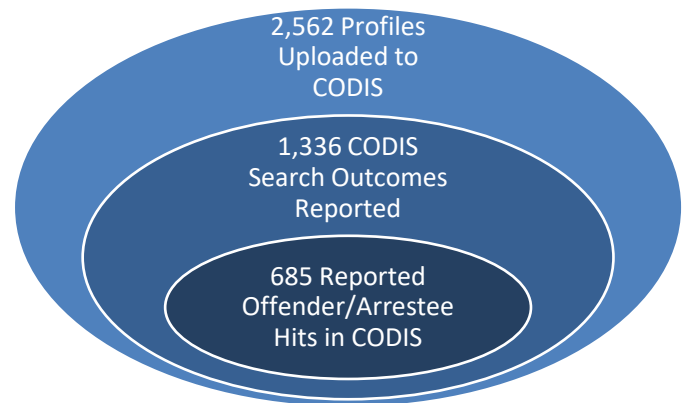 2,562 Profiles
Uploaded to
CODIS
1,336 CODIS
Search Outcomes
Reported
685 Reported
Offender/Arrestee
Hits in CODIS